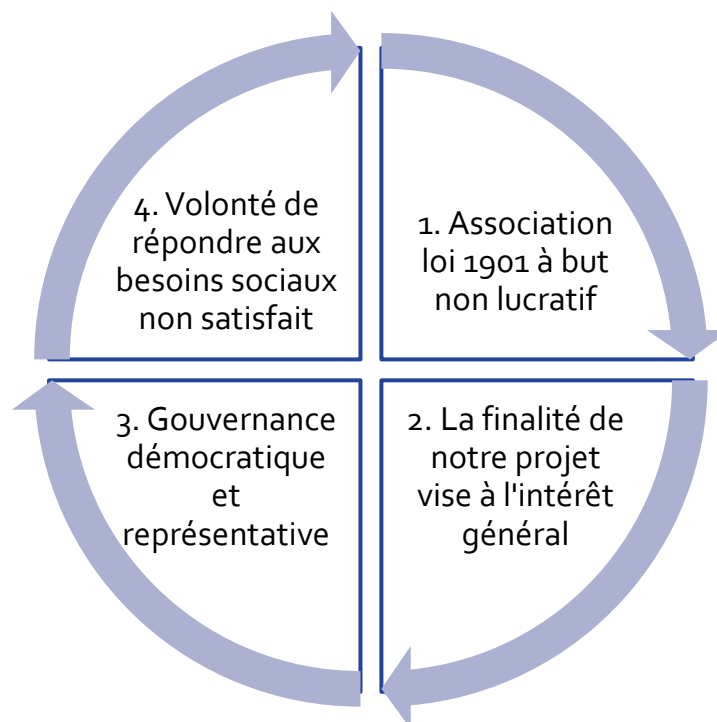 1. Association
loi 1901 à but
non lucratif
2. La finalité de
notre projet
vise à l'intérêt
général
3. Gouvernance
démocratique
et
représentative
4. Volonté de
répondre aux
besoins sociaux
non satisfait